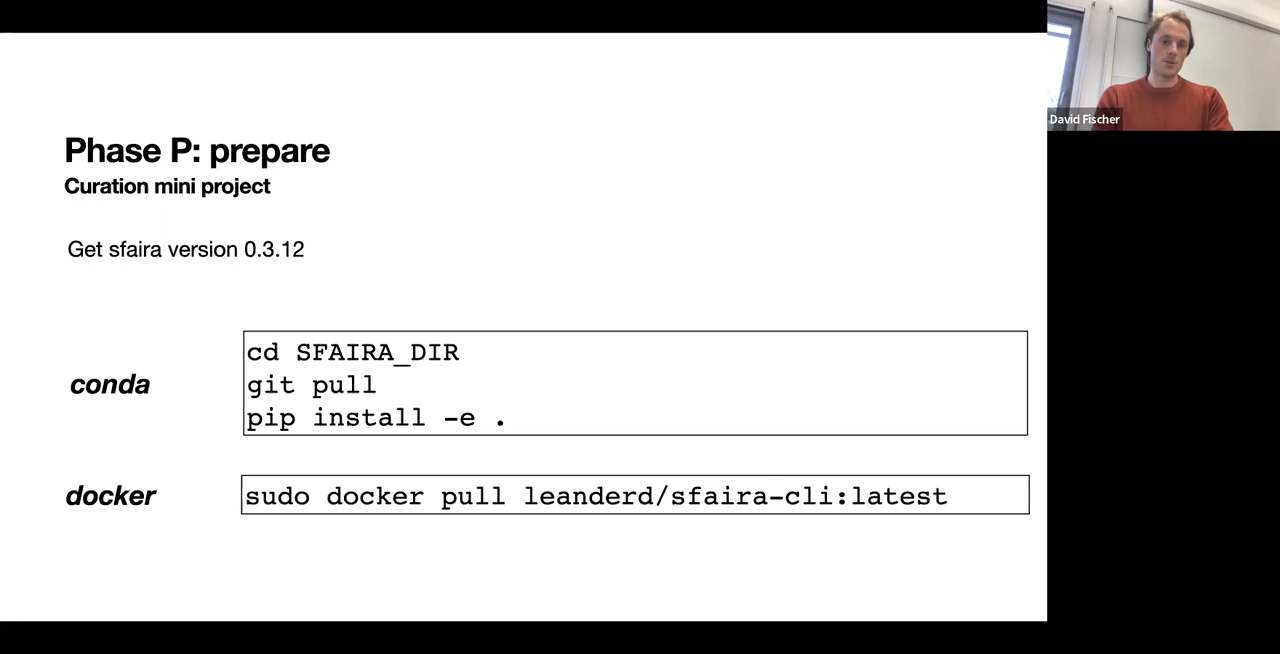 Phase P: prepare
Curation mini project
Get sfaira version 0.3.12
conda
cd SFAIRA_DIR
git pull
pip install -e .
docker
sudo docker pull leanderd/sfaira-cli:latest
David Fischer